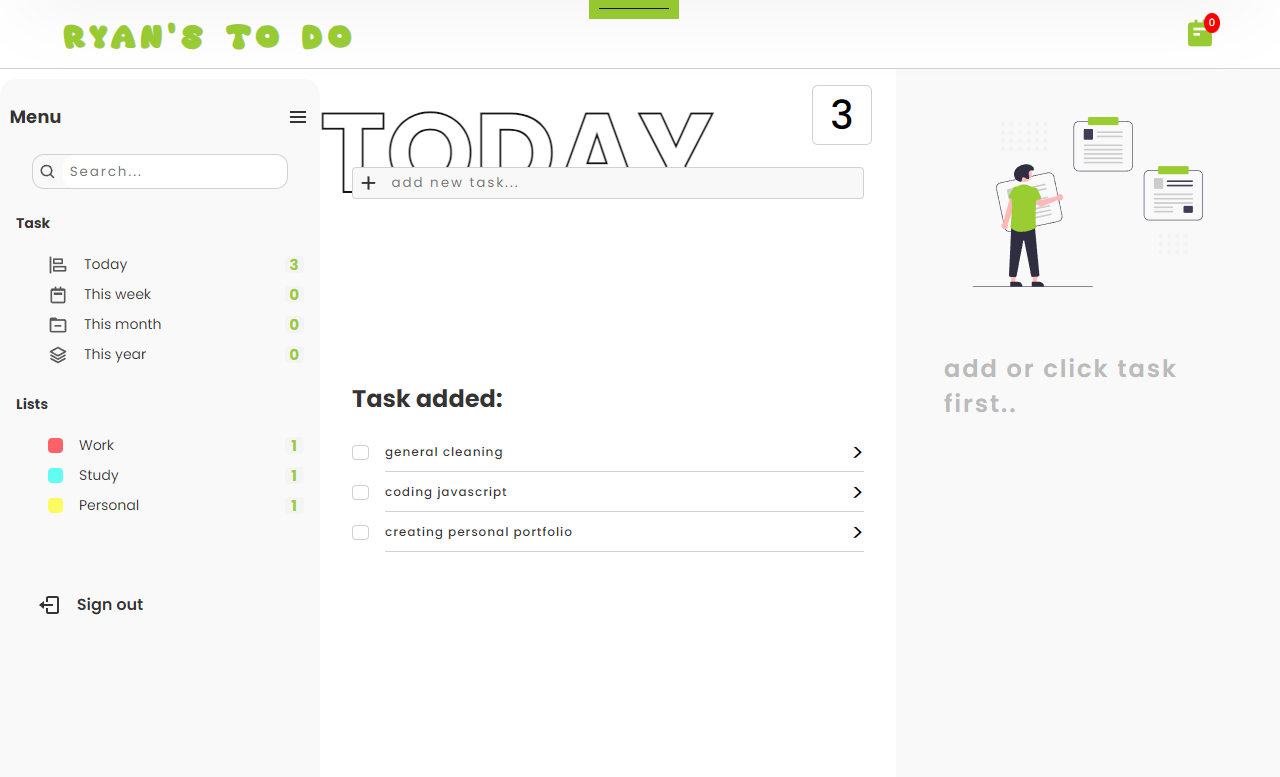 RYAN'S TO DO
0
Menu
Search...
Task
Today 3
This week 0
This month 0
This year 0
Lists
Work 1
Study 1
Personal 1
Sign out
TODAY
3
add new task...
Task added:
general cleaning
coding javascript
creating personal portfolio
add or click task
first..